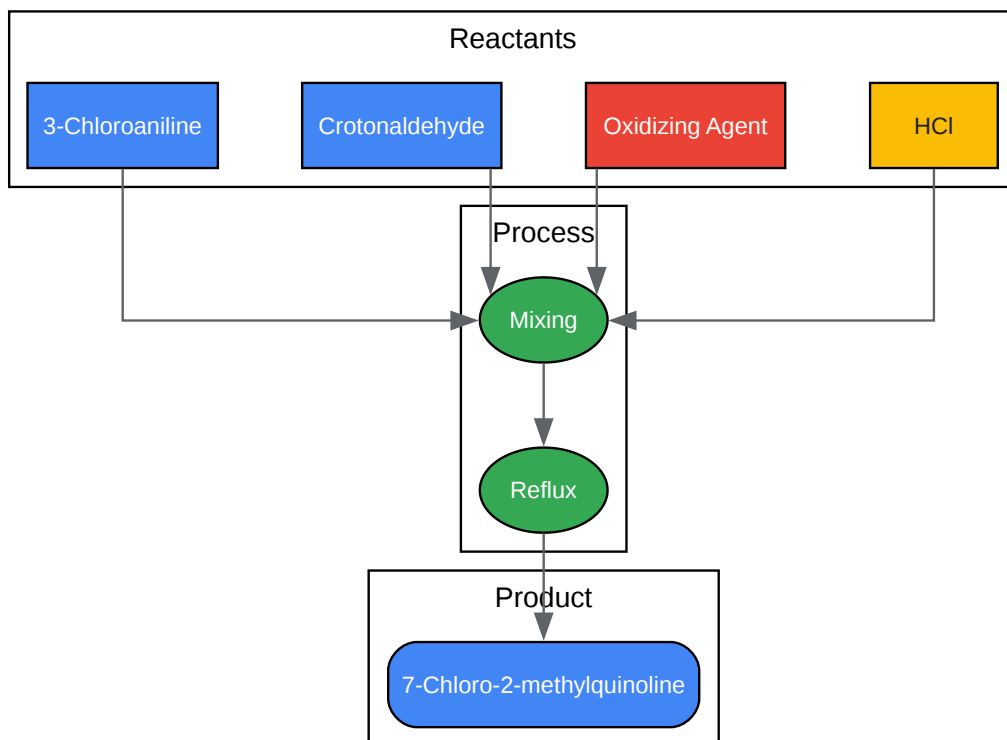 Reactants
3-Chloroaniline
Crotonaldehyde
Oxidizing Agent
HCl
Process
Mixing
Reflux
Product
7-Chloro-2-methylquinoline